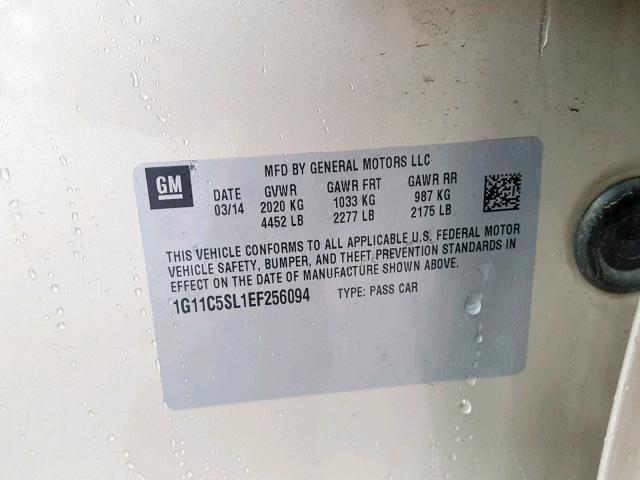 GM
MFD BY GENERAL MOTORS LLC
DATE GVWR GAWR FRT GAWR RR
03/14 2020 KG 1033 KG 987 KG
4452 LB 2277 LB 2175 LB
THIS VEHICLE CONFORMS TO ALL APPLICABLE U.S. FEDERAL MOTOR
VEHICLE SAFETY, BUMPER, AND THEFT PREVENTION STANDARDS IN
EFFECT ON THE DATE OF MANUFACTURE SHOWN ABOVE.
1G11C5SL1EF256094 TYPE: PASS CAR